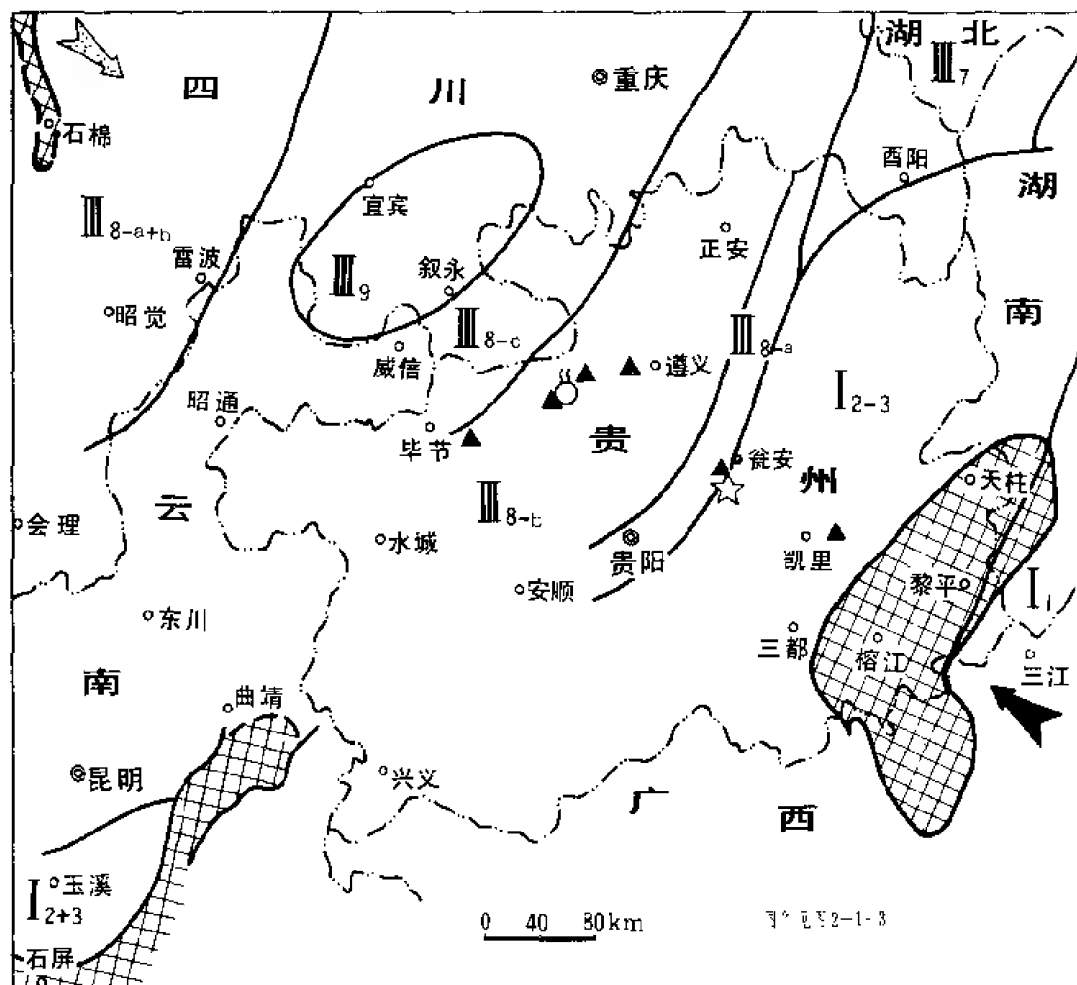 湖 北
Ⅲ7
四 川
重庆
石棉
酉阳
湖
宜宾
Ⅲ8-a+b
正安
雷波
叙永
Ⅲ9
昭觉
南
Ⅲ8-c
Ⅲ8-a
威信
遵义
Ⅰ2-3
昭通
贵
毕节
瓮安
州
天柱
云
Ⅲ8-b
会理
水城
贵阳
凯里
黎平
Ⅰ1
安顺
东川
三都
榕江
三江
南
曲靖
昆明
兴义
广
西
玉溪
Ⅰ2+3
0 40 80km
2-1-3
石屏